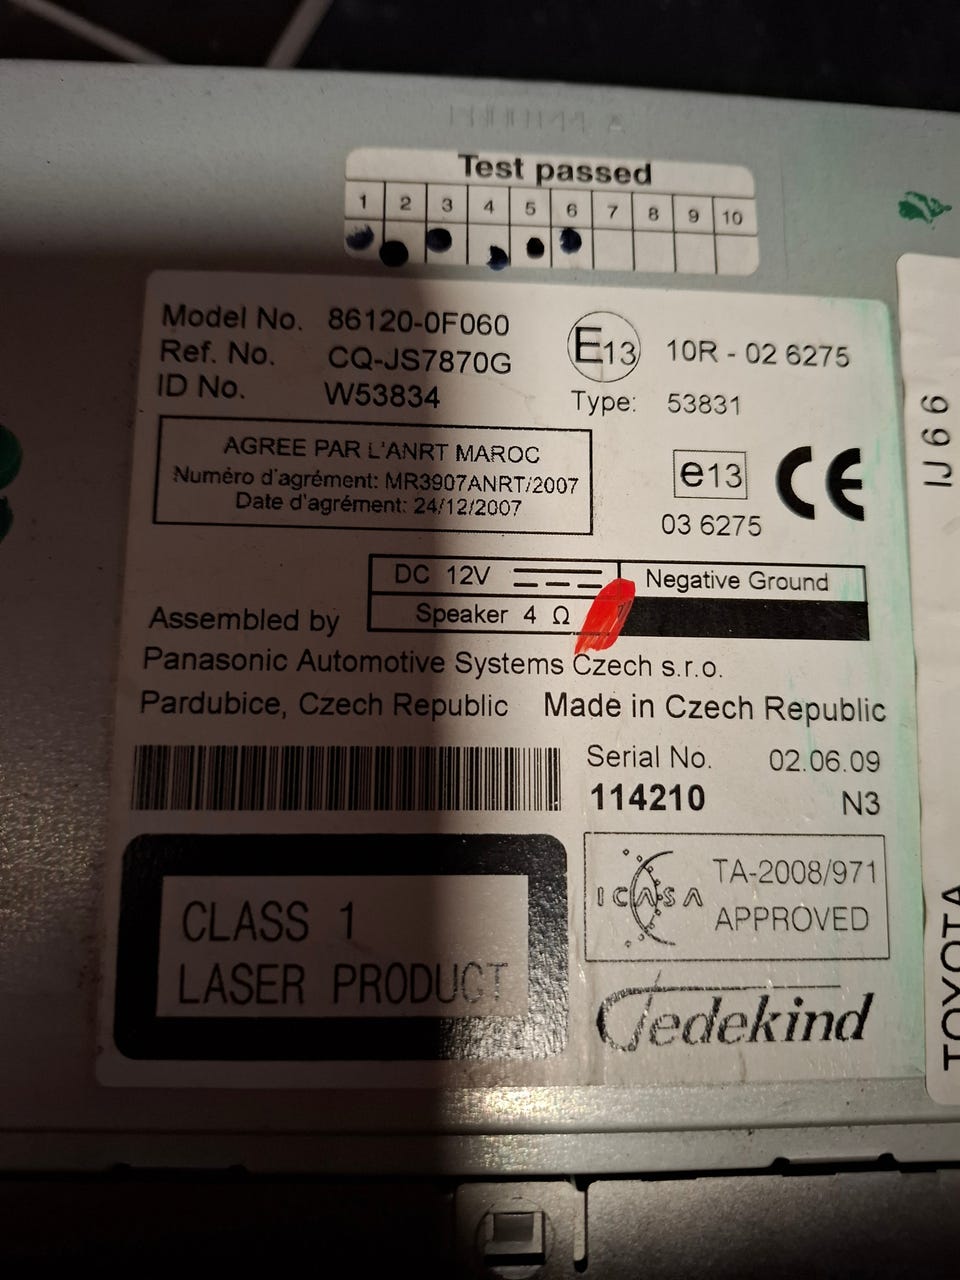 Test passed
1 2 3 4 5 6 7 8 9 10
Model No. 86120-0F060
Ref. No. CQ-JS7870G
ID No. W53834
E13 10R - 02 6275
Type: 53831
AGREE PAR L'ANRT MAROC
Numéro d'agrément: MR3907ANRT/2007
Date d'agrément: 24/12/2007
e13
03 6275
CE
DC 12V
Negative Ground
Speaker 4 Ω
Assembled by
Panasonic Automotive Systems Czech s.r.o.
Pardubice, Czech Republic Made in Czech Republic
Serial No. 02.06.09
114210 N3
CLASS 1
LASER PRODUCT
ICASA
TA-2008/971
APPROVED
Jedekind
IJ66
TOYOTA